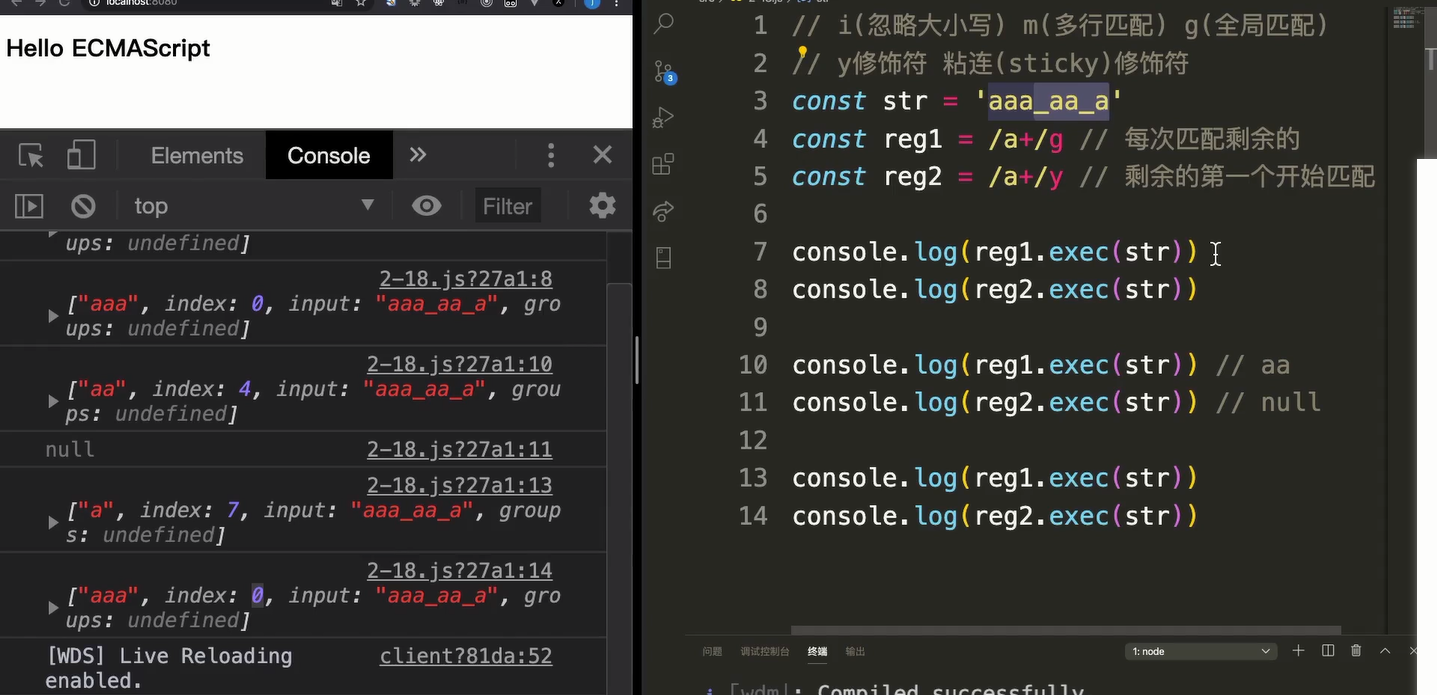 localhost:8080
Hello ECMAScript
Elements
Console
top
Filter
ups: undefined]
2-18.js?27a1:8
["aaa", index: 0, input: "aaa_aa_a", gro
ups: undefined]
2-18.js?27a1:10
["aa", index: 4, input: "aaa_aa_a", grou
ps: undefined]
null
2-18.js?27a1:11
2-18.js?27a1:13
["a", index: 7, input: "aaa_aa_a", group
s: undefined]
2-18.js?27a1:14
["aaa", index: 0, input: "aaa_aa_a", gro
ups: undefined]
[WDS] Live Reloading
client?81da:52
enabled.
3
1 // i(忽略大小写) m(多行匹配) g(全局匹配)
2 // y修饰符 粘连(sticky)修饰符
3 const str = 'aaa_aa_a'
4 const reg1 = /a+/g // 每次匹配剩余的
5 const reg2 = /a+/y // 剩余的第一个开始匹配
6
7 console.log(reg1.exec(str))
8 console.log(reg2.exec(str))
9
10 console.log(reg1.exec(str)) // aa
11 console.log(reg2.exec(str)) // null
12
13 console.log(reg1.exec(str))
14 console.log(reg2.exec(str))
问题 调试控制台 终端 输出
1: node
i [wdm]: Compiled successfully